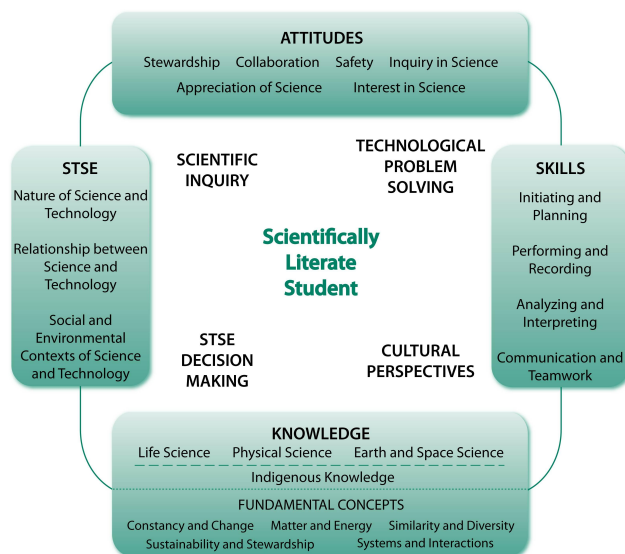 ATTITUDES
Stewardship Collaboration Safety Inquiry in Science
Appreciation of Science Interest in Science
STSE
Nature of Science and
Technology
Relationship between
Science and
Technology
Social and
Environmental
Contexts of Science
and Technology
SCIENTIFIC
INQUIRY
TECHNOLOGICAL
PROBLEM
SOLVING
Scientifically
Literate
Student
STSE
DECISION
MAKING
CULTURAL
PERSPECTIVES
SKILLS
Initiating and
Planning
Performing and
Recording
Analyzing and
Interpreting
Communication and
Teamwork
KNOWLEDGE
Life Science Physical Science Earth and Space Science
Indigenous Knowledge
FUNDAMENTAL CONCEPTS
Constancy and Change Matter and Energy Similarity and Diversity
Sustainability and Stewardship Systems and Interactions